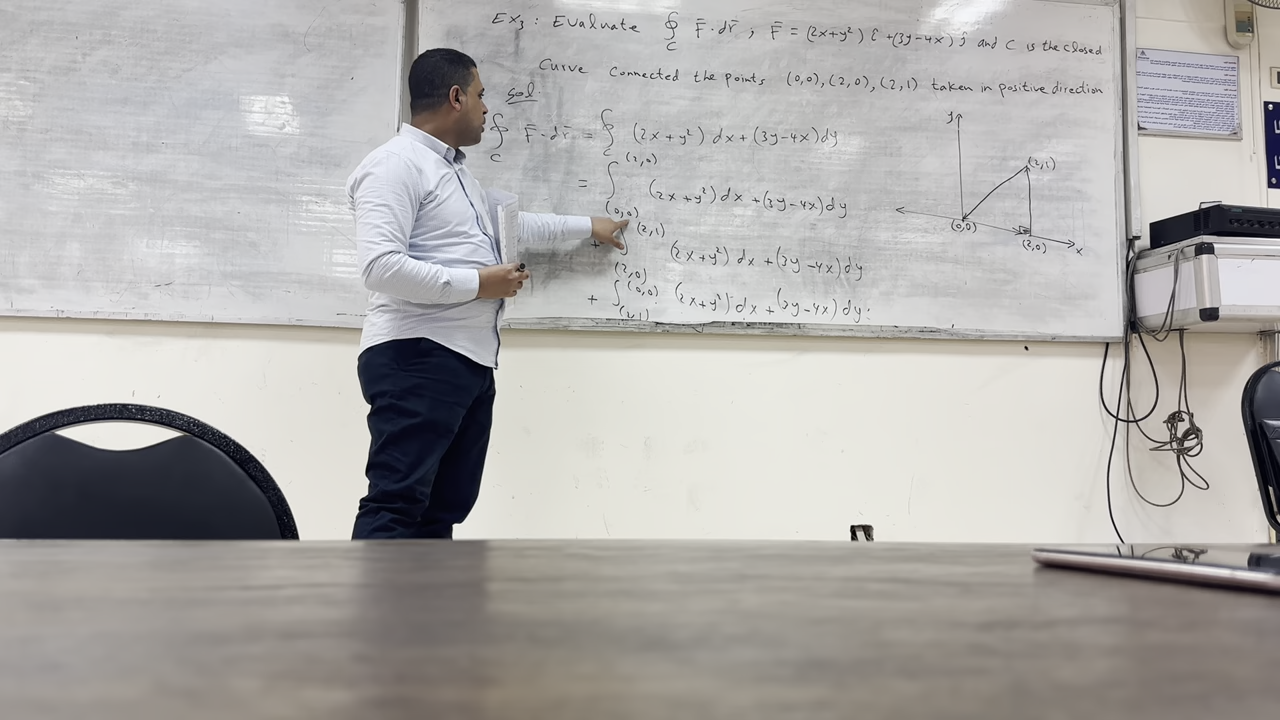 Ex3: Evaluate ∮_C F̄·dr̄, F̄ = (2x+y²) î + (3y-4x) ĵ and C is the closed
Curve connected the points (0,0), (2,0), (2,1) taken in positive direction
sol:
∮_C F̄·dr̄ = ∮_C (2x+y²) dx + (3y-4x) dy
= ∫_(0,0)^(2,0) (2x+y²) dx + (3y-4x) dy
+ ∫_(2,0)^(2,1) (2x+y²) dx + (3y-4x) dy
+ ∫_(2,1)^(0,0) (2x+y²) dx + (3y-4x) dy:
y
(2,1)
(0,0)
(2,0)
x